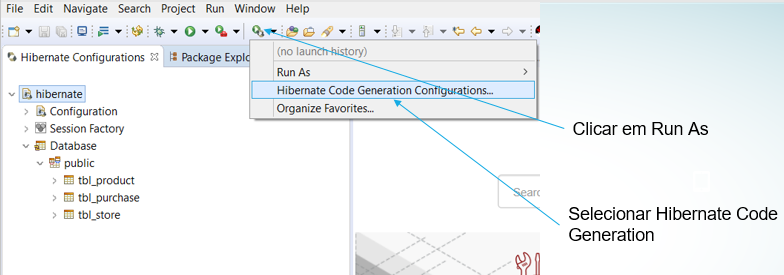 File Edit Navigate Search Project Run Window Help
Hibernate Configurations
Package Explo
(no launch history)
Run As
Hibernate Code Generation Configurations...
Organize Favorites...
hibernate
Configuration
Session Factory
Database
public
tbl_product
tbl_purchase
tbl_store
Clicar em Run As
Sear
Selecionar Hibernate Code
Generation